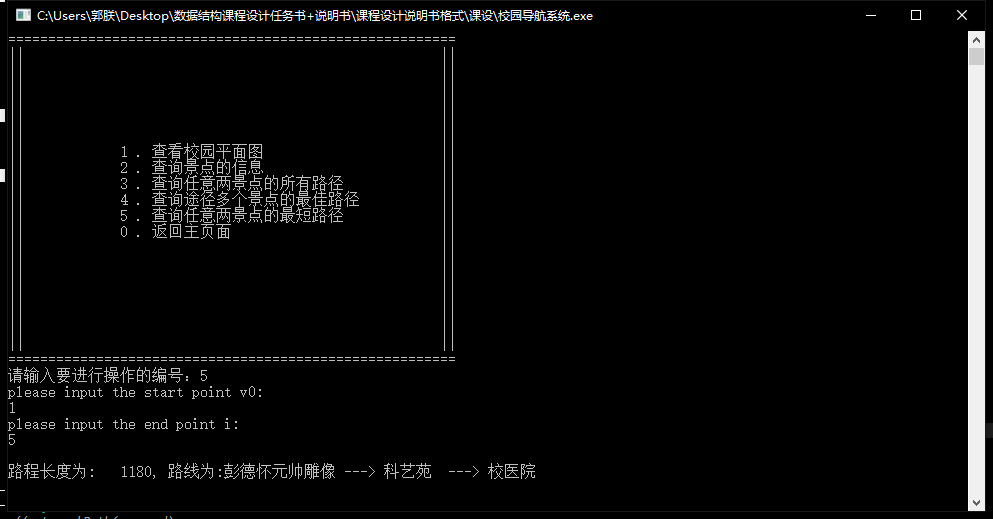 C:\Users\郭朕\Desktop\数据结构课程设计任务书+说明书\课程设计说明书格式\课设\校园导航系统.exe
========================================================
1 . 查看校园平面图
2 . 查询景点的信息
3 . 查询任意两景点的所有路径
4 . 查询途径多个景点的最佳路径
5 . 查询任意两景点的最短路径
0 . 返回主页面
========================================================
请输入要进行操作的编号：5
please input the start point v0:
1
please input the end point i:
5
路程长度为:   1180, 路线为:彭德怀元帅雕像 ---> 科艺苑  ---> 校医院